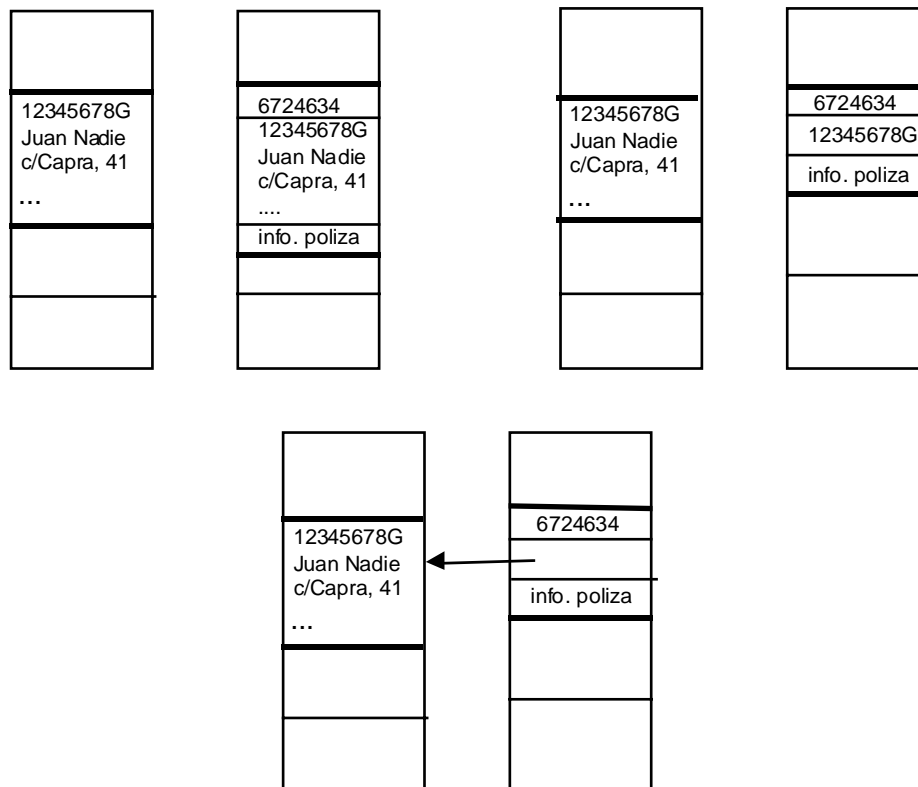 12345678G
Juan Nadie
c/Capra, 41
...
6724634
12345678G
Juan Nadie
c/Capra, 41
....
info. poliza
12345678G
Juan Nadie
c/Capra, 41
...
6724634
12345678G
info. poliza
12345678G
Juan Nadie
c/Capra, 41
...
6724634
info. poliza